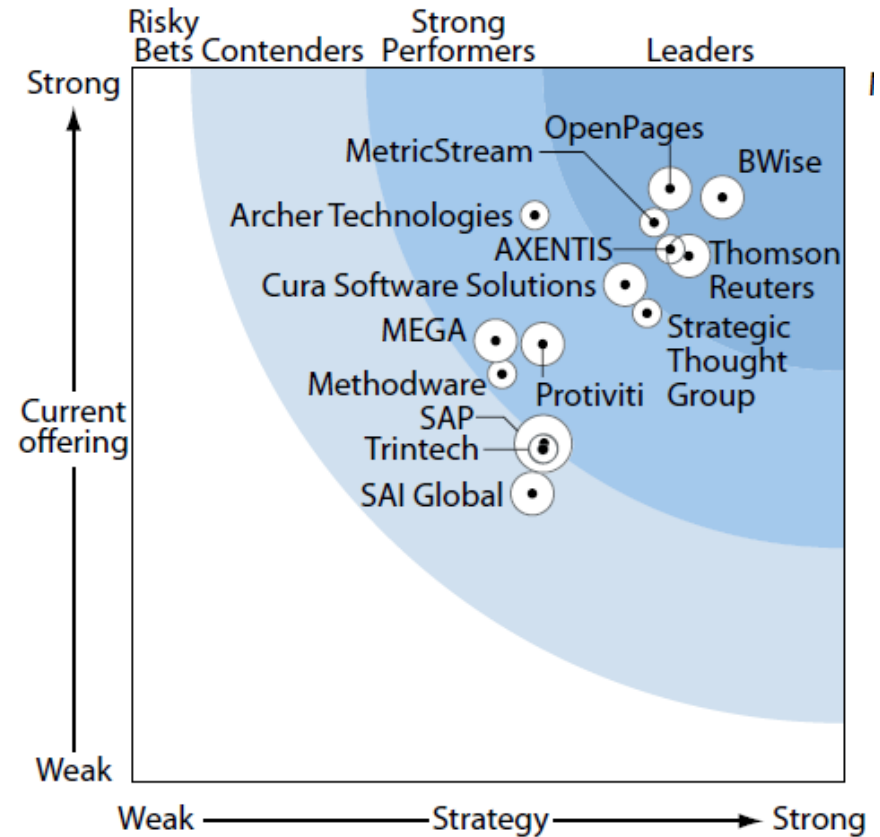 Risky
Bets
Contenders
Strong
Performers
Leaders
Strong
OpenPages
MetricStream
BWise
Archer Technologies
AXENTIS
Thomson
Reuters
Cura Software Solutions
Strategic
Thought
Group
MEGA
Methodware
Protiviti
SAP
Current
offering
Trintech
SAI Global
Weak
Weak
Strategy
Strong